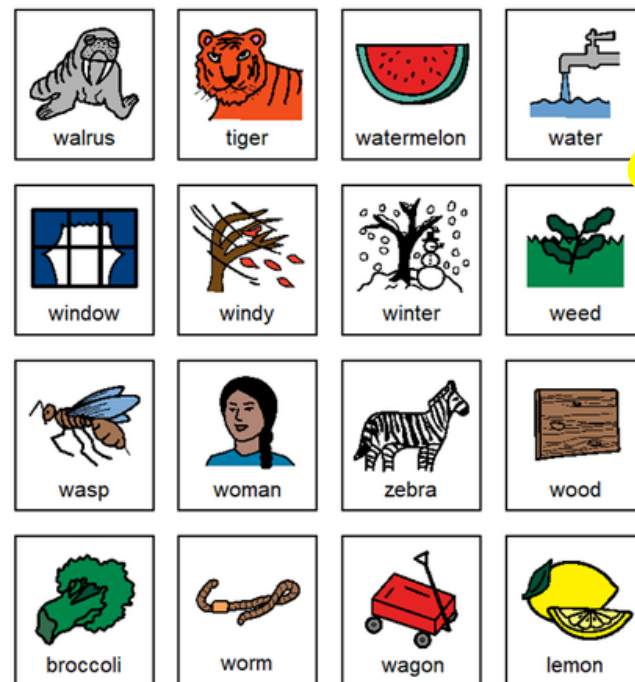 walrus tiger watermelon water
window windy winter weed
wasp woman zebra wood
broccoli worm wagon lemon